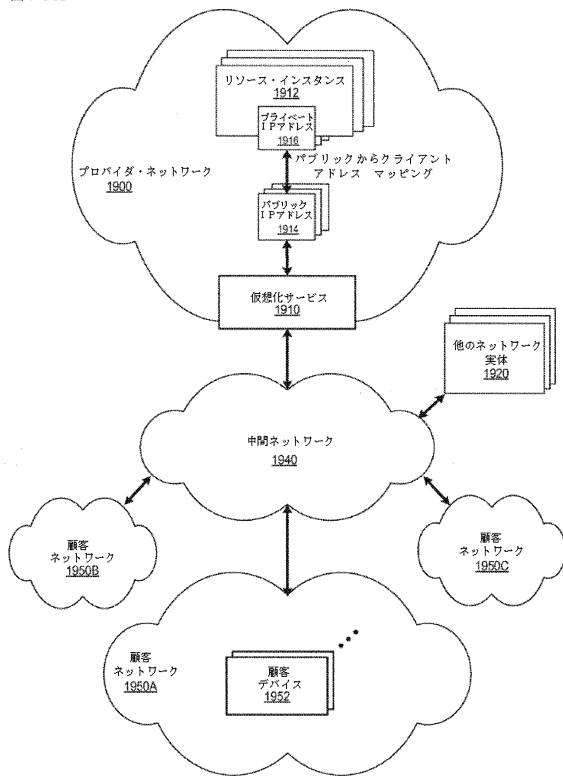 リソース・インスタンス
1912
プライベート
IPアドレス
1916
パブリックからクライアント
アドレス マッピング
プロバイダ・ネットワーク
1900
パブリック
IPアドレス
1914
仮想化サービス
1910
他のネットワーク
実体
1920
中間ネットワーク
1940
顧客
ネットワーク
1950B
顧客
ネットワーク
1950C
顧客
ネットワーク
1950A
顧客
デバイス
1952